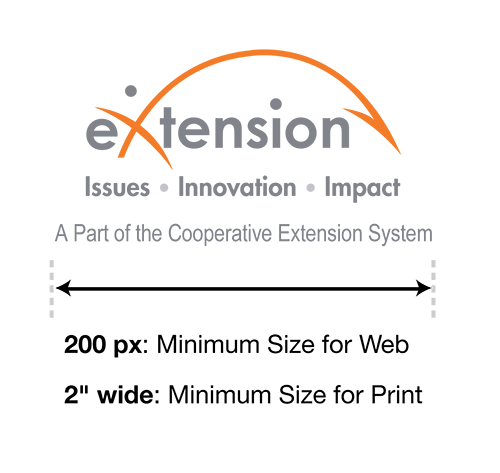 extension
Issues • Innovation • Impact
A Part of the Cooperative Extension System
200 px: Minimum Size for Web
2" wide: Minimum Size for Print